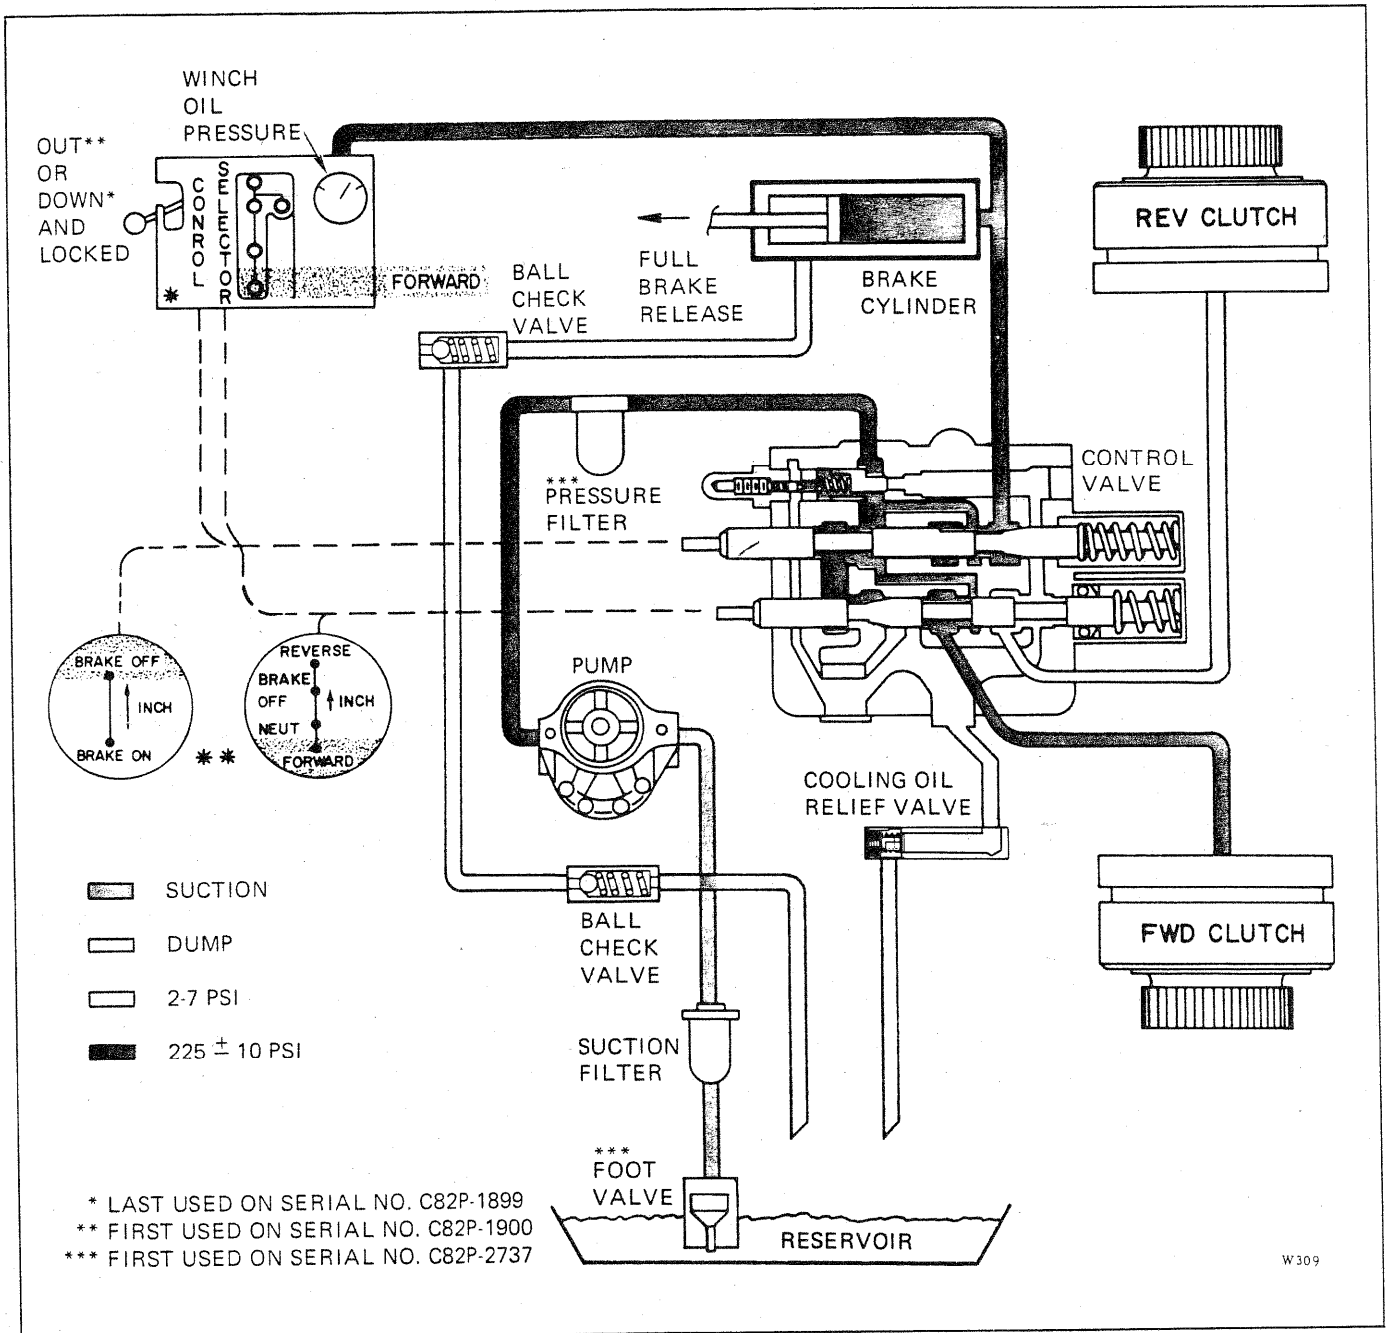 WINCH
OIL
PRESSURE
OUT**
OR
DOWN*
AND
LOCKED
CONROL
SELECTOR
*
FORWARD
BALL
CHECK
VALVE
FULL
BRAKE
RELEASE
BRAKE
CYLINDER
REV CLUTCH
***
PRESSURE
FILTER
CONTROL
VALVE
BRAKE OFF
INCH
BRAKE ON
**
REVERSE
BRAKE
OFF
INCH
NEUT
FORWARD
PUMP
COOLING OIL
RELIEF VALVE
SUCTION
DUMP
2-7 PSI
225 ± 10 PSI
BALL
CHECK
VALVE
FWD CLUTCH
SUCTION
FILTER
***
FOOT
VALVE
RESERVOIR
* LAST USED ON SERIAL NO. C82P-1899
** FIRST USED ON SERIAL NO. C82P-1900
*** FIRST USED ON SERIAL NO. C82P-2737
W309